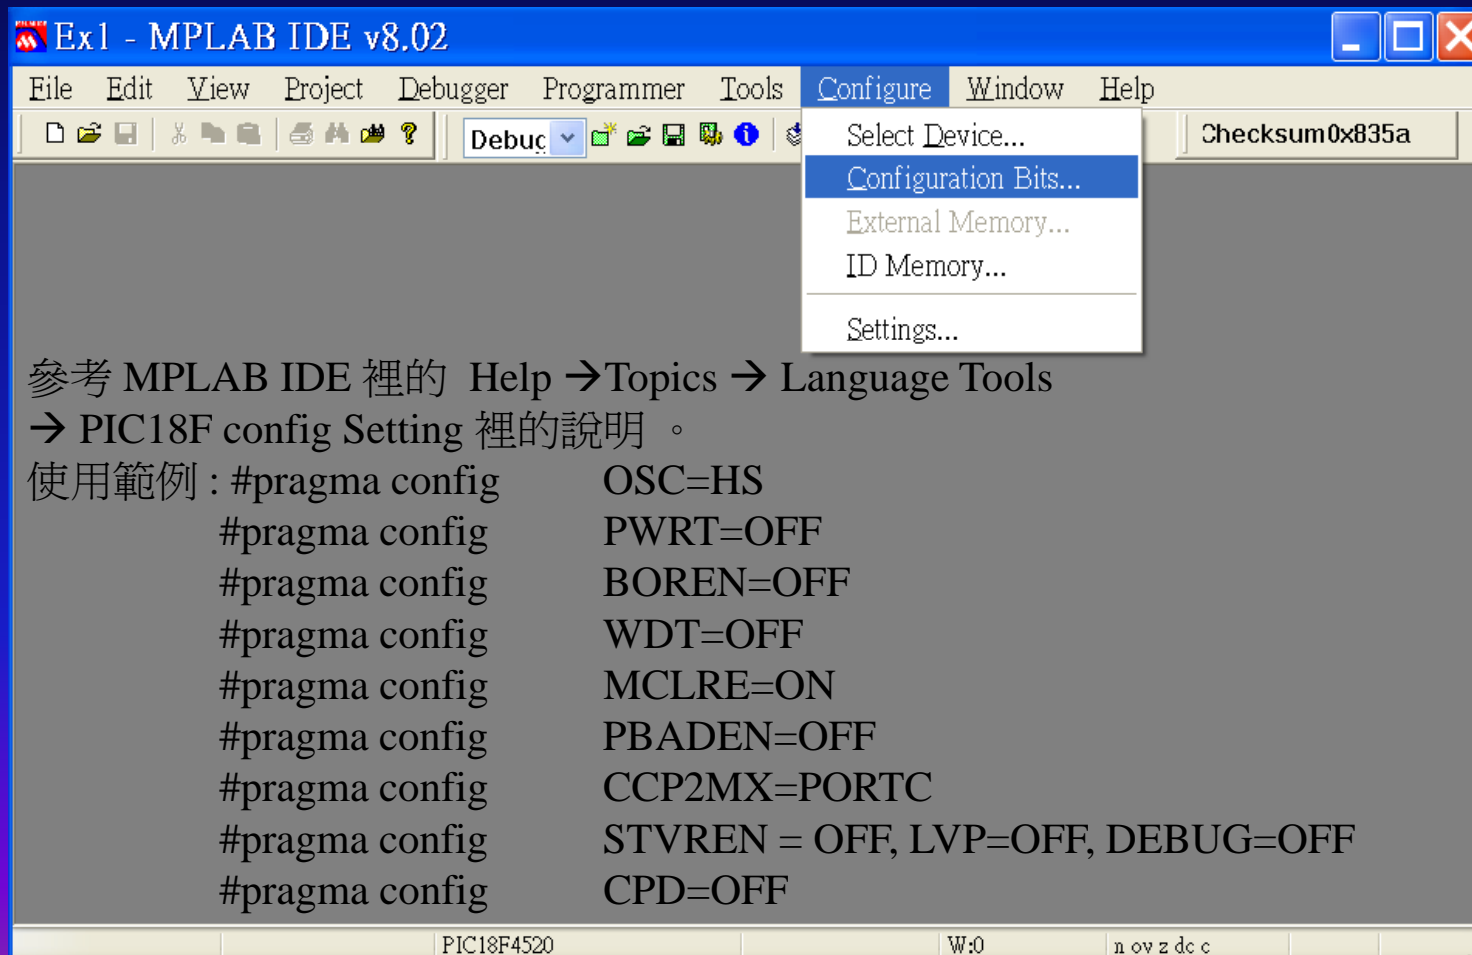 Ex1 - MPLAB IDE v8.02
File Edit View Project Debugger Programmer Tools Configure Window Help
Debug Checksum0x835a
Select Device...
Configuration Bits...
External Memory...
ID Memory...
Settings...
參考 MPLAB IDE 裡的 Help →Topics → Language Tools
→ PIC18F config Setting 裡的說明 。
使用範例 : #pragma config OSC=HS
#pragma config PWRT=OFF
#pragma config BOREN=OFF
#pragma config WDT=OFF
#pragma config MCLRE=ON
#pragma config PBADEN=OFF
#pragma config CCP2MX=PORTC
#pragma config STVREN = OFF, LVP=OFF, DEBUG=OFF
#pragma config CPD=OFF
PIC18F4520 W:0 n ov z dc c